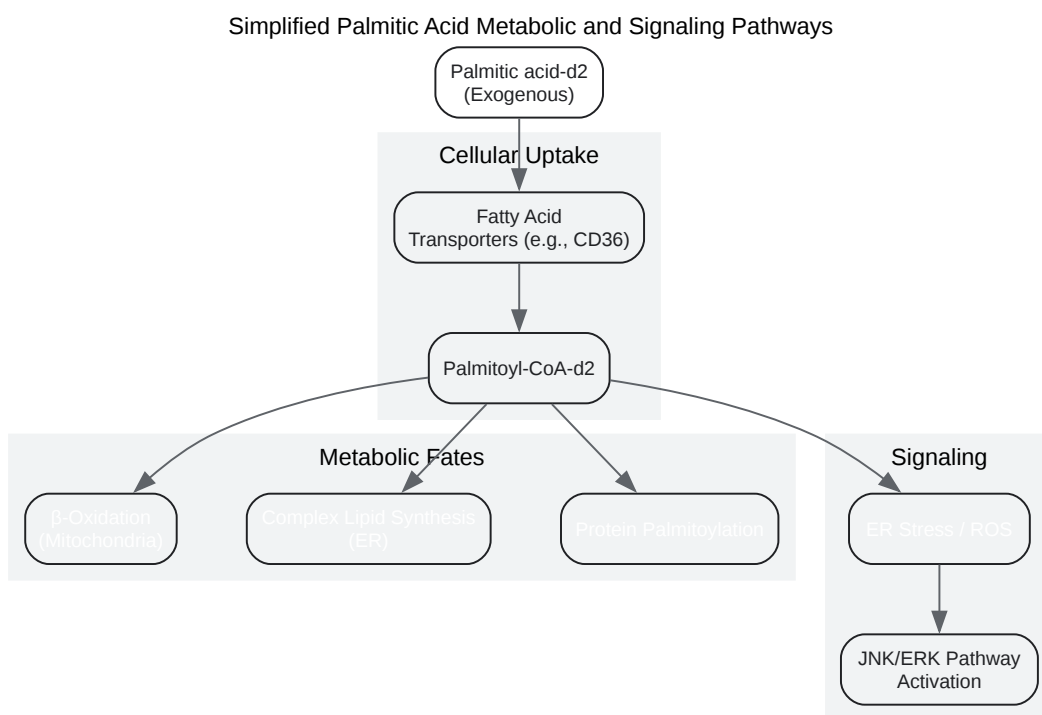 Simplified Palmitic Acid Metabolic and Signaling Pathways
Palmitic acid-d2
(Exogenous)
Cellular Uptake
Fatty Acid
Transporters (e.g., CD36)
Palmitoyl-CoA-d2
Metabolic Fates
Signaling
β-Oxidation
(Mitochondria)
Complex Lipid Synthesis
(ER)
Protein Palmitoylation
ER Stress / ROS
JNK/ERK Pathway
Activation